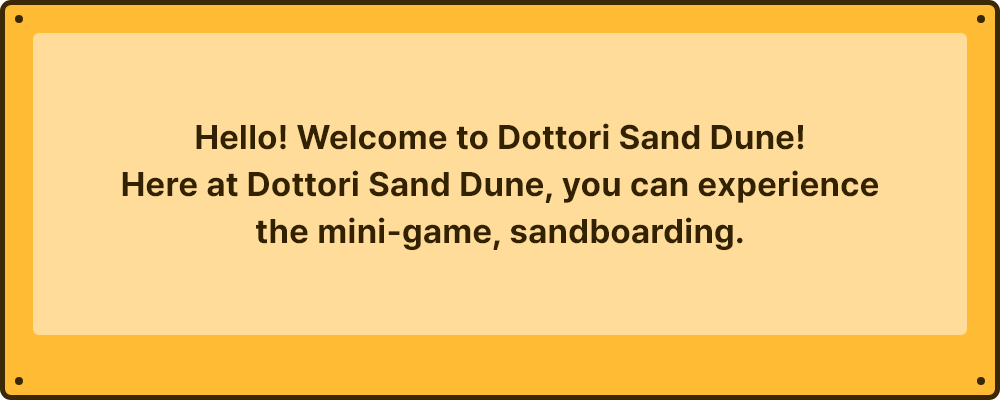 Hello! Welcome to Dottori Sand Dune!
Here at Dottori Sand Dune, you can experience
the mini-game, sandboarding.